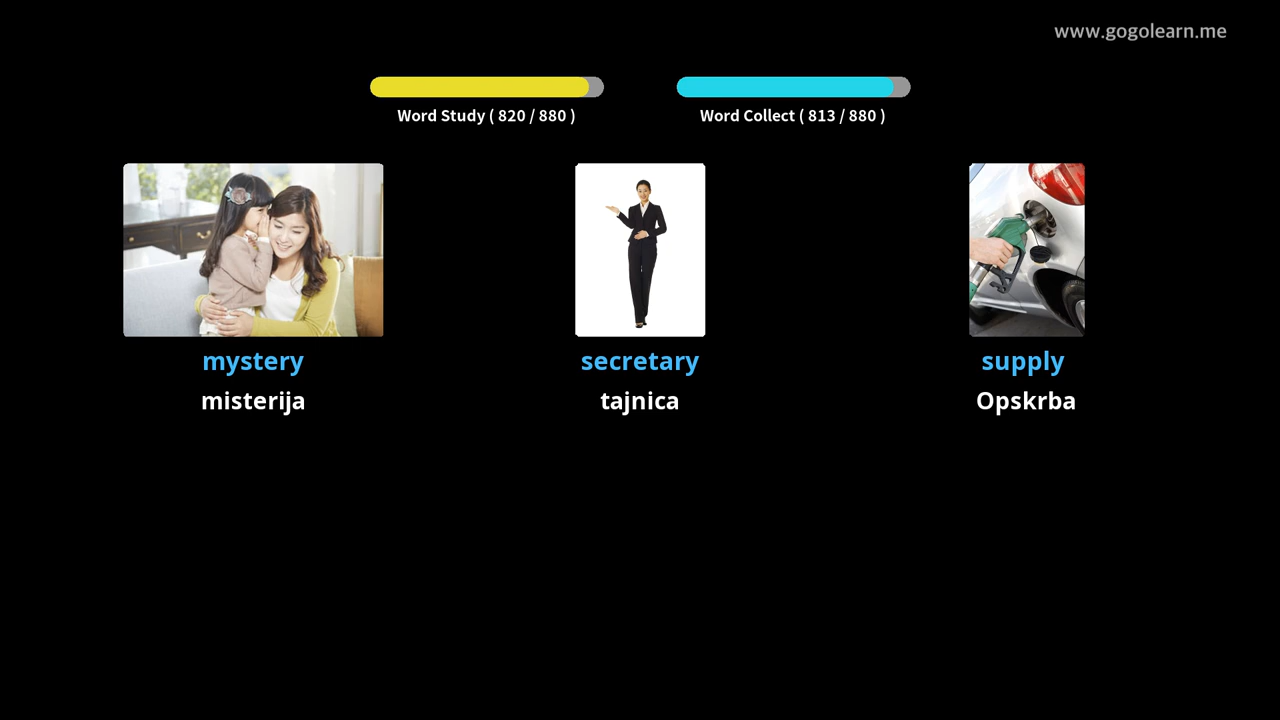 www.gogolearn.me
Word Study ( 820 / 880 )
Word Collect ( 813 / 880 )
mystery
secretary
supply
misterija
tajnica
Opskrba